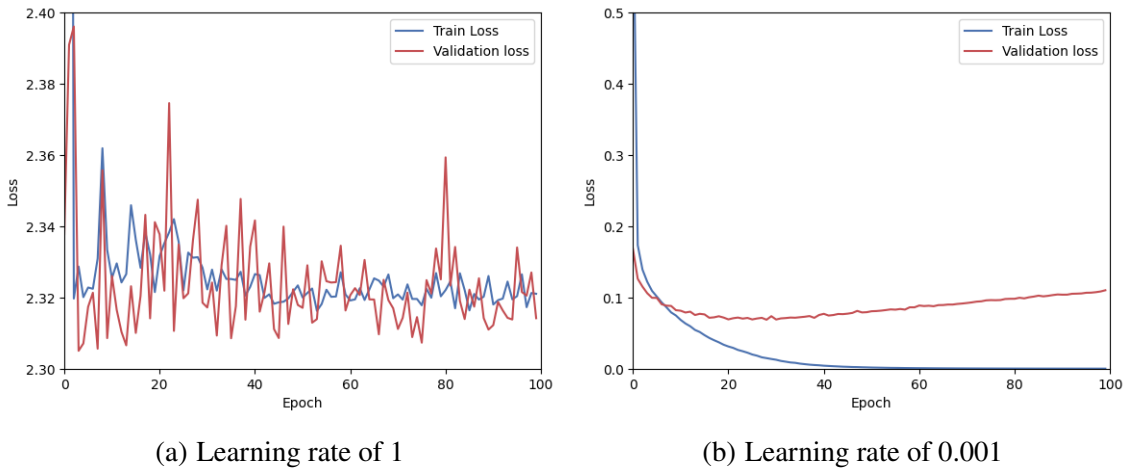 2.40
2.38
2.36
2.34
2.32
2.30
Loss
0 20 40 60 80 100
Epoch
Train Loss
Validation loss
(a) Learning rate of 1
0.5
0.4
0.3
0.2
0.1
0.0
Loss
0 20 40 60 80 100
Epoch
Train Loss
Validation loss
(b) Learning rate of 0.001